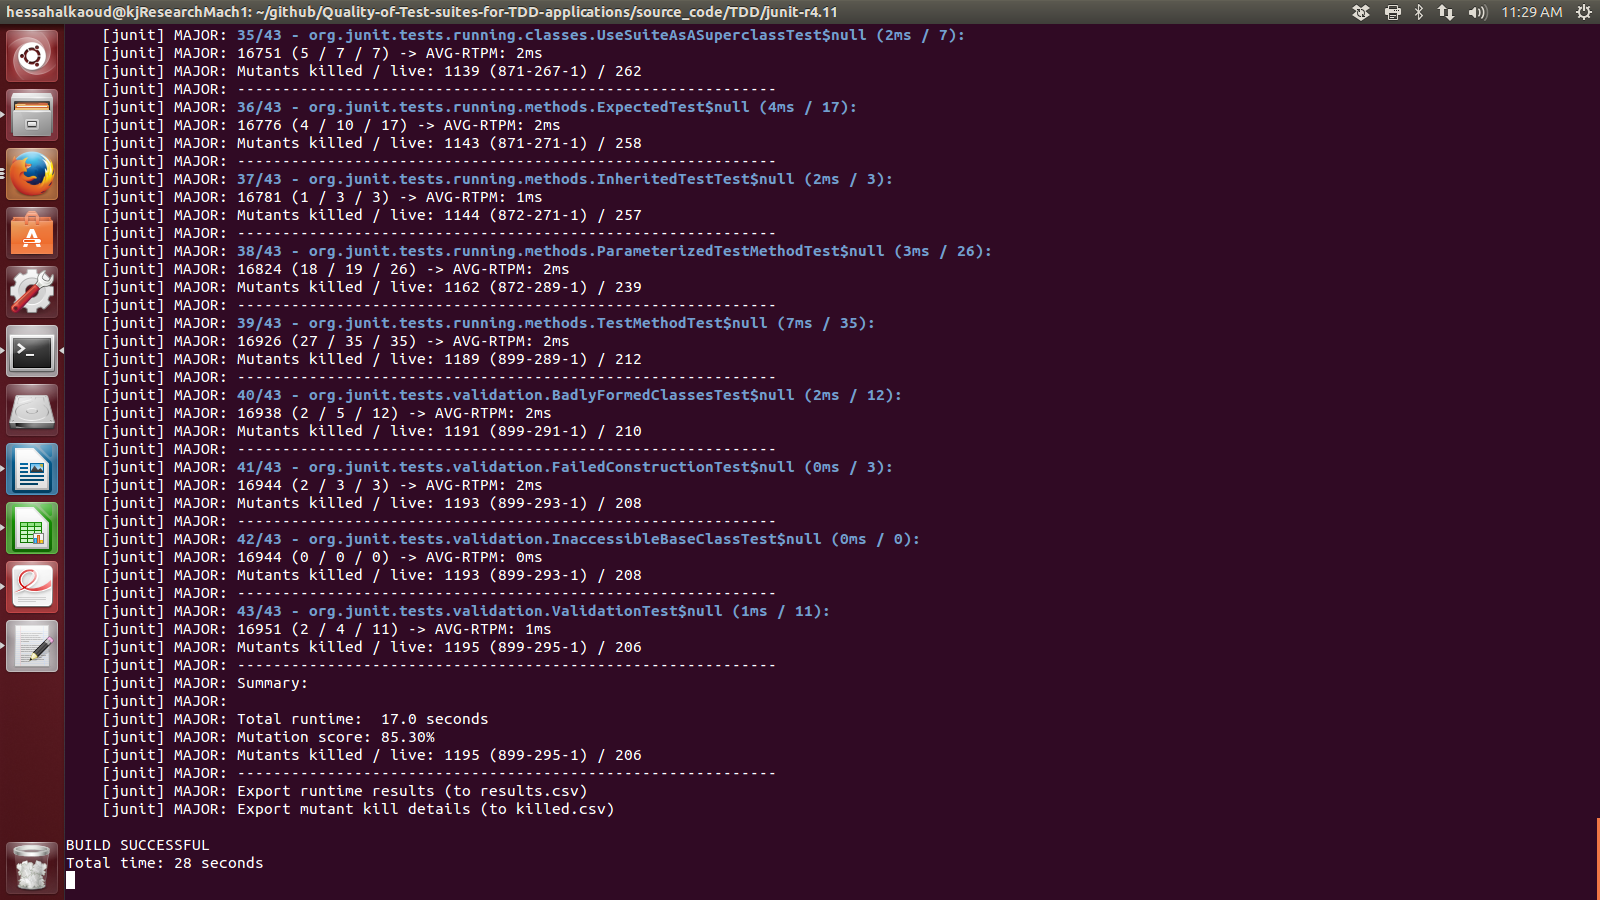 hessahalkaoud@kjResearchMach1: ~/github/Quality-of-Test-suites-for-TDD-applications/source_code/TDD/junit-r4.11 11:29 AM
[junit] MAJOR: 35/43 - org.junit.tests.running.classes.UseSuiteAsASuperclassTest$null (2ms / 7):
[junit] MAJOR: 16751 (5 / 7 / 7) -> AVG-RTPM: 2ms
[junit] MAJOR: Mutants killed / live: 1139 (871-267-1) / 262
[junit] MAJOR: ------------------------------------------------------------
[junit] MAJOR: 36/43 - org.junit.tests.running.methods.ExpectedTest$null (4ms / 17):
[junit] MAJOR: 16776 (4 / 10 / 17) -> AVG-RTPM: 2ms
[junit] MAJOR: Mutants killed / live: 1143 (871-271-1) / 258
[junit] MAJOR: ------------------------------------------------------------
[junit] MAJOR: 37/43 - org.junit.tests.running.methods.InheritedTestTest$null (2ms / 3):
[junit] MAJOR: 16781 (1 / 3 / 3) -> AVG-RTPM: 1ms
[junit] MAJOR: Mutants killed / live: 1144 (872-271-1) / 257
[junit] MAJOR: ------------------------------------------------------------
[junit] MAJOR: 38/43 - org.junit.tests.running.methods.ParameterizedTestMethodTest$null (3ms / 26):
[junit] MAJOR: 16824 (18 / 19 / 26) -> AVG-RTPM: 2ms
[junit] MAJOR: Mutants killed / live: 1162 (872-289-1) / 239
[junit] MAJOR: ------------------------------------------------------------
[junit] MAJOR: 39/43 - org.junit.tests.running.methods.TestMethodTest$null (7ms / 35):
[junit] MAJOR: 16926 (27 / 35 / 35) -> AVG-RTPM: 2ms
[junit] MAJOR: Mutants killed / live: 1189 (899-289-1) / 212
[junit] MAJOR: ------------------------------------------------------------
[junit] MAJOR: 40/43 - org.junit.tests.validation.BadlyFormedClassesTest$null (2ms / 12):
[junit] MAJOR: 16938 (2 / 5 / 12) -> AVG-RTPM: 2ms
[junit] MAJOR: Mutants killed / live: 1191 (899-291-1) / 210
[junit] MAJOR: ------------------------------------------------------------
[junit] MAJOR: 41/43 - org.junit.tests.validation.FailedConstructionTest$null (0ms / 3):
[junit] MAJOR: 16944 (2 / 3 / 3) -> AVG-RTPM: 2ms
[junit] MAJOR: Mutants killed / live: 1193 (899-293-1) / 208
[junit] MAJOR: ------------------------------------------------------------
[junit] MAJOR: 42/43 - org.junit.tests.validation.InaccessibleBaseClassTest$null (0ms / 0):
[junit] MAJOR: 16944 (0 / 0 / 0) -> AVG-RTPM: 0ms
[junit] MAJOR: Mutants killed / live: 1193 (899-293-1) / 208
[junit] MAJOR: ------------------------------------------------------------
[junit] MAJOR: 43/43 - org.junit.tests.validation.ValidationTest$null (1ms / 11):
[junit] MAJOR: 16951 (2 / 4 / 11) -> AVG-RTPM: 1ms
[junit] MAJOR: Mutants killed / live: 1195 (899-295-1) / 206
[junit] MAJOR: ------------------------------------------------------------
[junit] MAJOR: Summary:
[junit] MAJOR:
[junit] MAJOR: Total runtime:  17.0 seconds
[junit] MAJOR: Mutation score: 85.30%
[junit] MAJOR: Mutants killed / live: 1195 (899-295-1) / 206
[junit] MAJOR: ------------------------------------------------------------
[junit] MAJOR: Export runtime results (to results.csv)
[junit] MAJOR: Export mutant kill details (to killed.csv)
BUILD SUCCESSFUL
Total time: 28 seconds